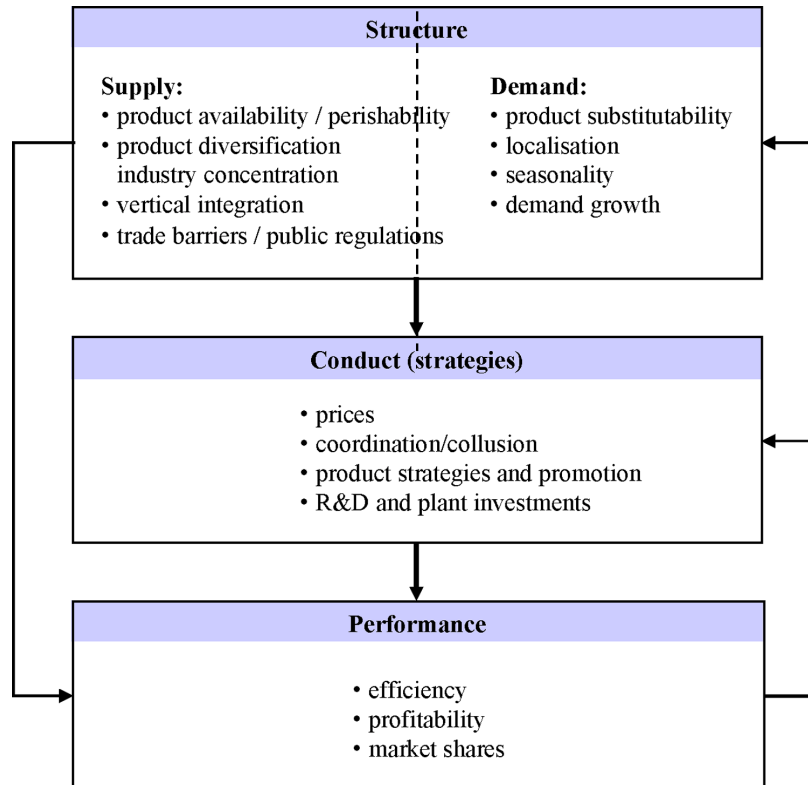 Structure
Supply:
• product availability / perishability
• product diversification
industry concentration
• vertical integration
• trade barriers / public regulations
Demand:
• product substitutability
• localisation
• seasonality
• demand growth
Conduct (strategies)
• prices
• coordination/collusion
• product strategies and promotion
• R&D and plant investments
Performance
• efficiency
• profitability
• market shares